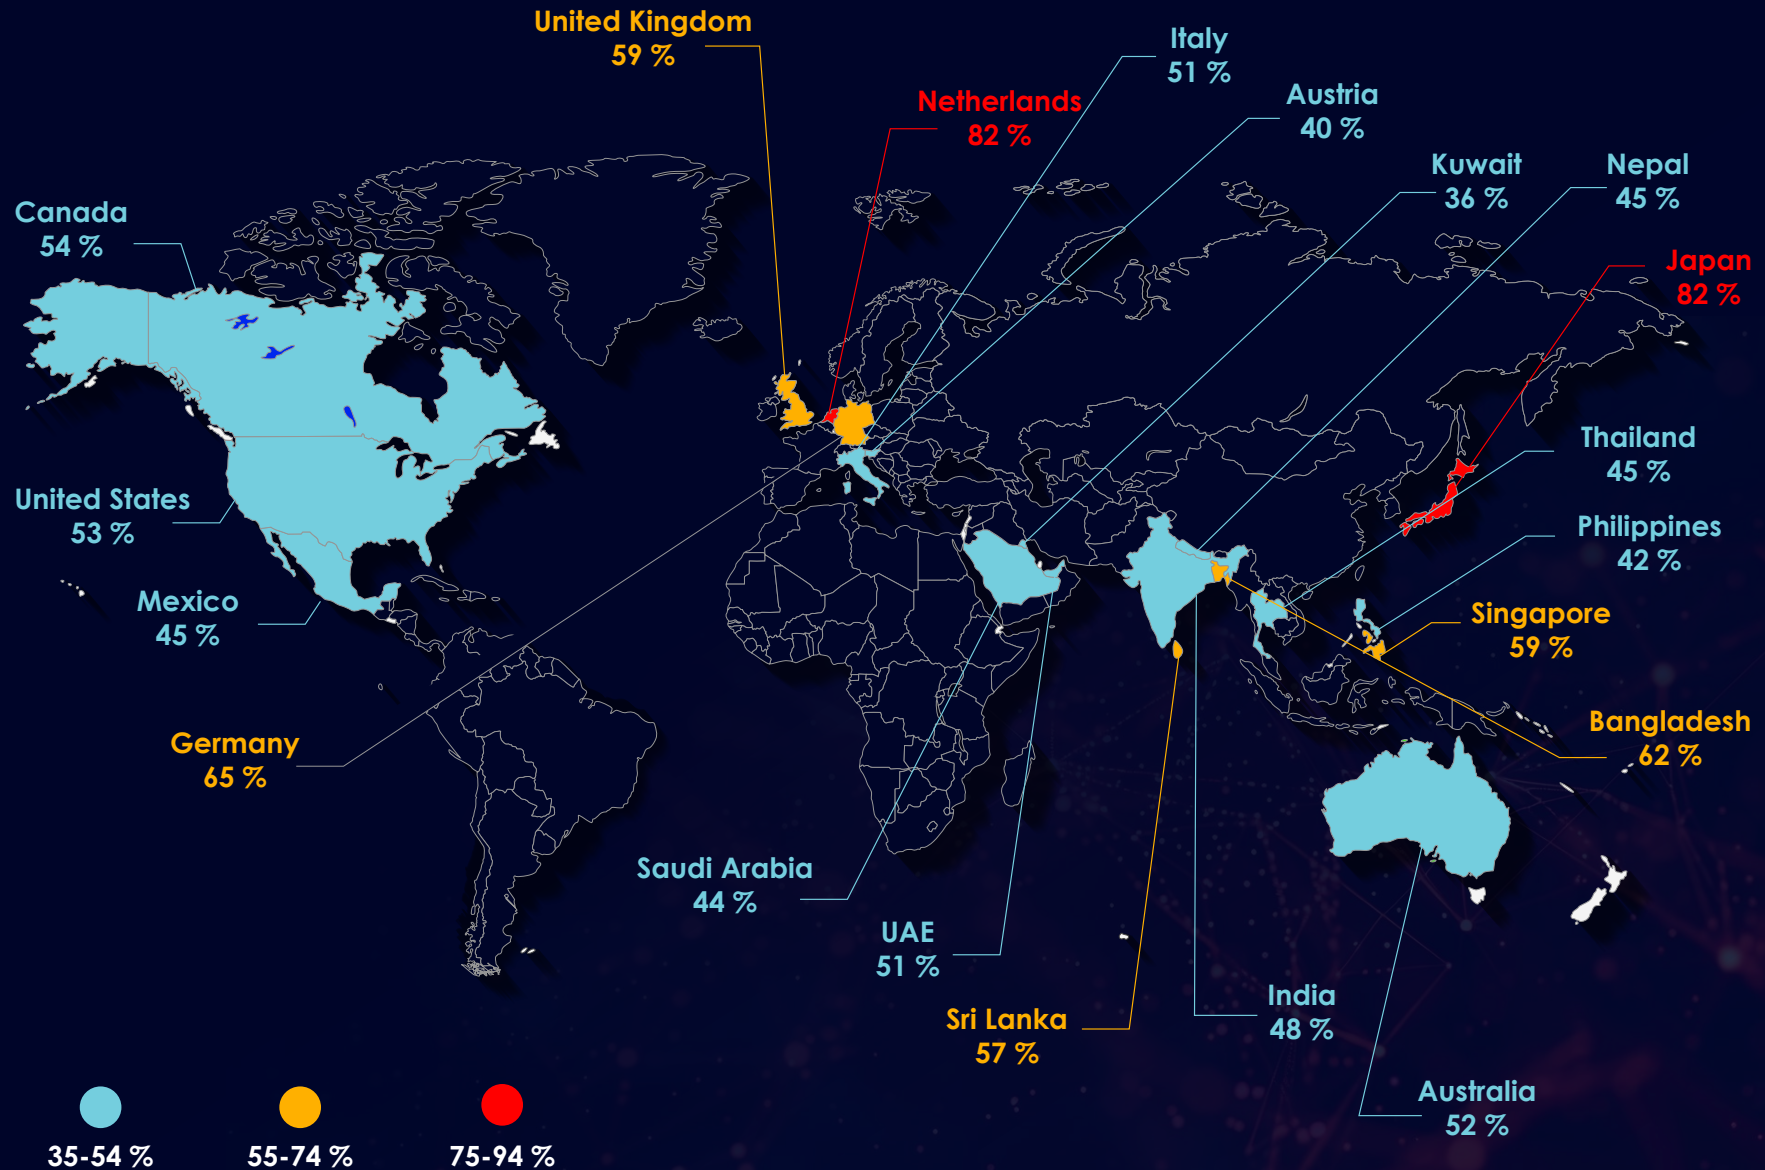 United Kingdom
59 %
Italy
51 %
Netherlands
82 %
Austria
40 %
Kuwait
36 %
Nepal
45 %
Canada
54 %
Japan
82 %
Thailand
45 %
United States
53 %
Philippines
42 %
Mexico
45 %
Singapore
59 %
Germany
65 %
Bangladesh
62 %
Saudi Arabia
44 %
UAE
51 %
Sri Lanka
57 %
India
48 %
Australia
52 %
35-54 %
55-74 %
75-94 %